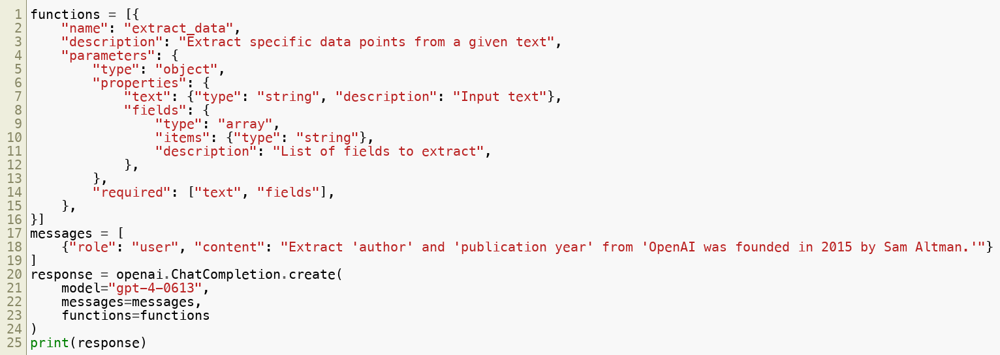 1 functions = [{
2     "name": "extract_data",
3     "description": "Extract specific data points from a given text",
4     "parameters": {
5         "type": "object",
6         "properties": {
7             "text": {"type": "string", "description": "Input text"},
8             "fields": {
9                 "type": "array",
10                 "items": {"type": "string"},
11                 "description": "List of fields to extract",
12             },
13         },
14         "required": ["text", "fields"],
15     },
16 }]
17 messages = [
18     {"role": "user", "content": "Extract 'author' and 'publication year' from 'OpenAI was founded in 2015 by Sam Altman.'"}
19 ]
20 response = openai.ChatCompletion.create(
21     model="gpt-4-0613",
22     messages=messages,
23     functions=functions
24 )
25 print(response)